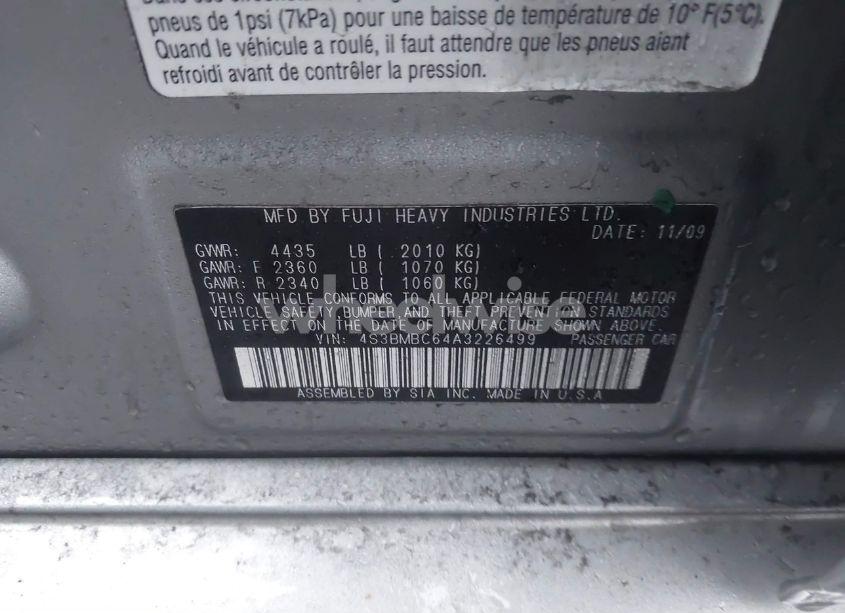 pneus de 1psi (7kPa) pour une baisse de température de 10° F(5°C).
Quand le véhicule a roulé, il faut attendre que les pneus aient
refroidi avant de contrôler la pression.
MFD BY FUJI HEAVY INDUSTRIES LTD.
DATE: 11/09
GVWR: 4435 LB ( 2010 KG)
GAWR: F 2360 LB ( 1070 KG)
GAWR: R 2340 LB ( 1060 KG)
THIS VEHICLE CONFORMS TO ALL APPLICABLE FEDERAL MOTOR
VEHICLE SAFETY BUMPER AND THEFT PREVENTION STANDARDS
IN EFFECT ON THE DATE OF MANUFACTURE SHOWN ABOVE.
VIN: 4S3BMBC64A3226499 PASSENGER CAR
ASSEMBLED BY SIA INC. MADE IN U.S.A